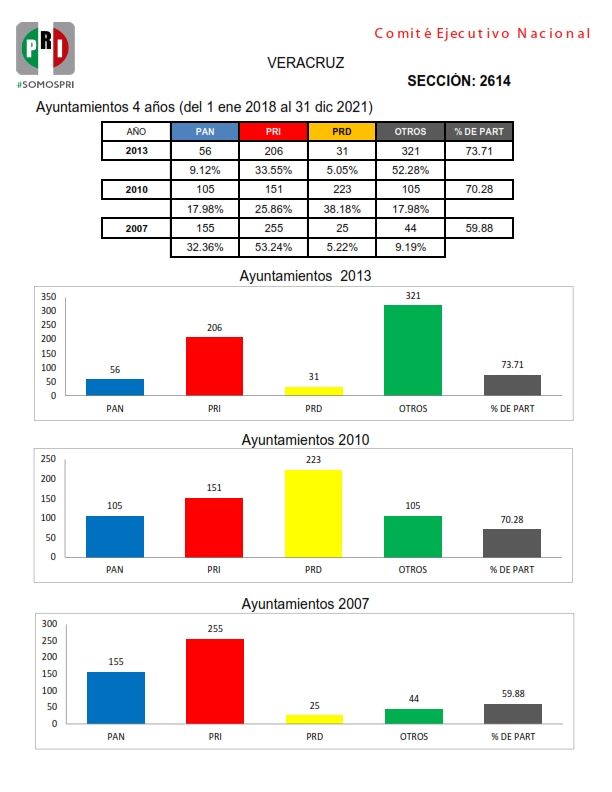 Comité Ejecutivo Nacional
PRI
#SOMOSPRI
VERACRUZ
SECCIÓN: 2614
Ayuntamientos 4 años (del 1 ene 2018 al 31 dic 2021)
AÑO PAN PRI PRD OTROS % DE PART
2013 56 206 31 321 73.71
9.12% 33.55% 5.05% 52.28%
2010 105 151 223 105 70.28
17.98% 25.86% 38.18% 17.98%
2007 155 255 25 44 59.88
32.36% 53.24% 5.22% 9.19%
Ayuntamientos 2013
350
300
250
200
150
100
50
0
56 206 31 321 73.71
PAN PRI PRD OTROS % DE PART
Ayuntamientos 2010
250
200
150
100
50
0
105 151 223 105 70.28
PAN PRI PRD OTROS % DE PART
Ayuntamientos 2007
300
250
200
150
100
50
0
155 255 25 44 59.88
PAN PRI PRD OTROS % DE PART